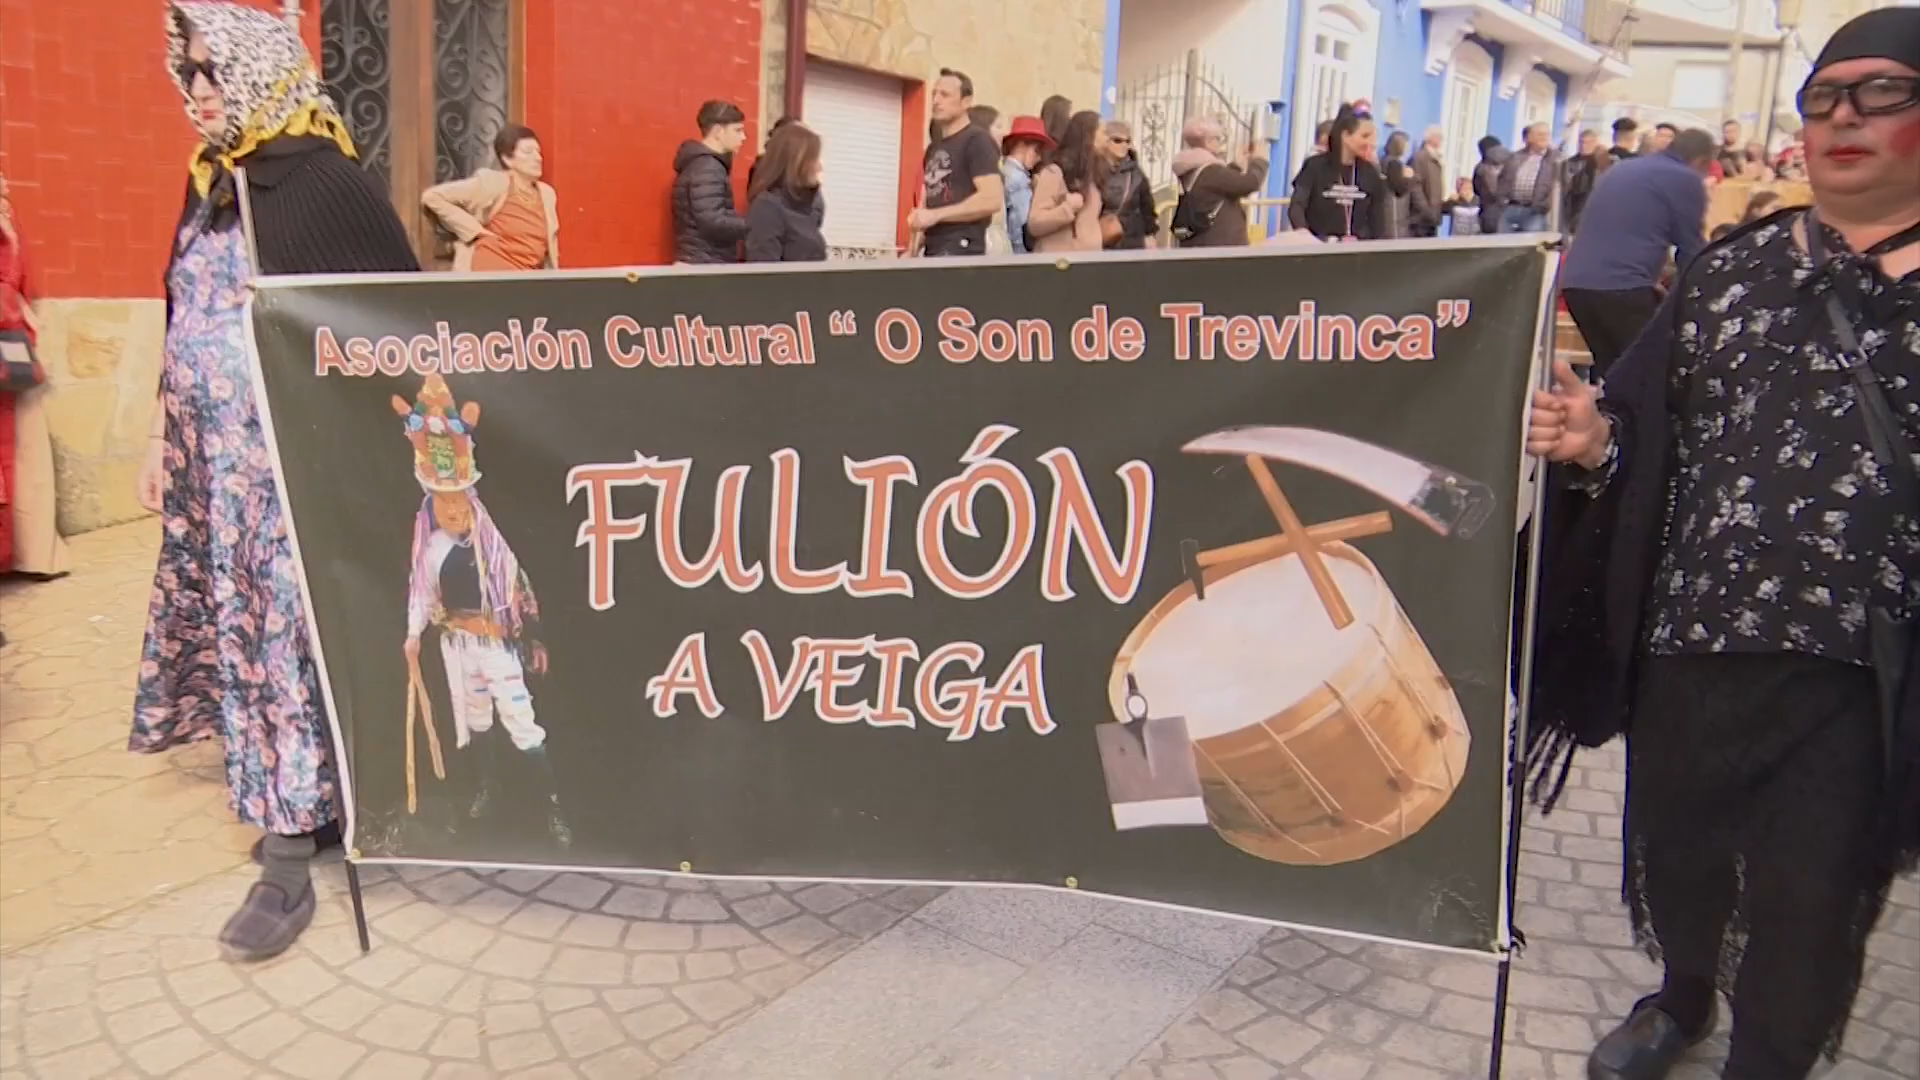 Asociación Cultural “ O Son de Trevinca”
FULIÓN
A VEIGA